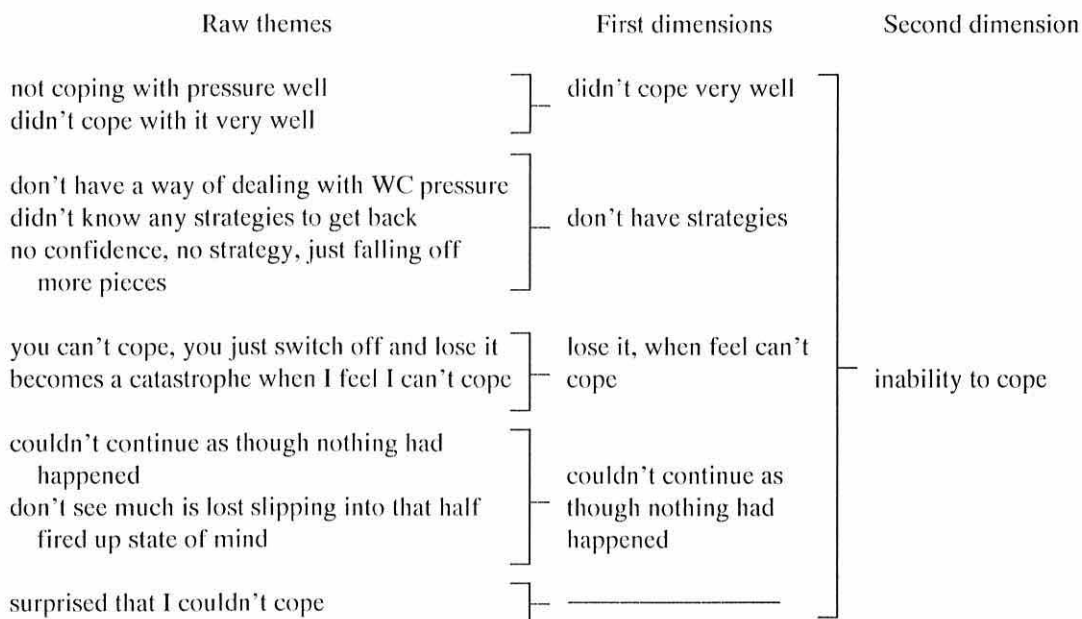 Raw themes First dimensions Second dimension
not coping with pressure well
didn't cope with it very well
didn't cope very well
don't have a way of dealing with WC pressure
didn't know any strategies to get back
no confidence, no strategy, just falling off
more pieces
don't have strategies
you can't cope, you just switch off and lose it
becomes a catastrophe when I feel I can't cope
lose it, when feel can't
cope
couldn't continue as though nothing had
happened
don't see much is lost slipping into that half
fired up state of mind
couldn't continue as
though nothing had
happened
surprised that I couldn't cope
inability to cope